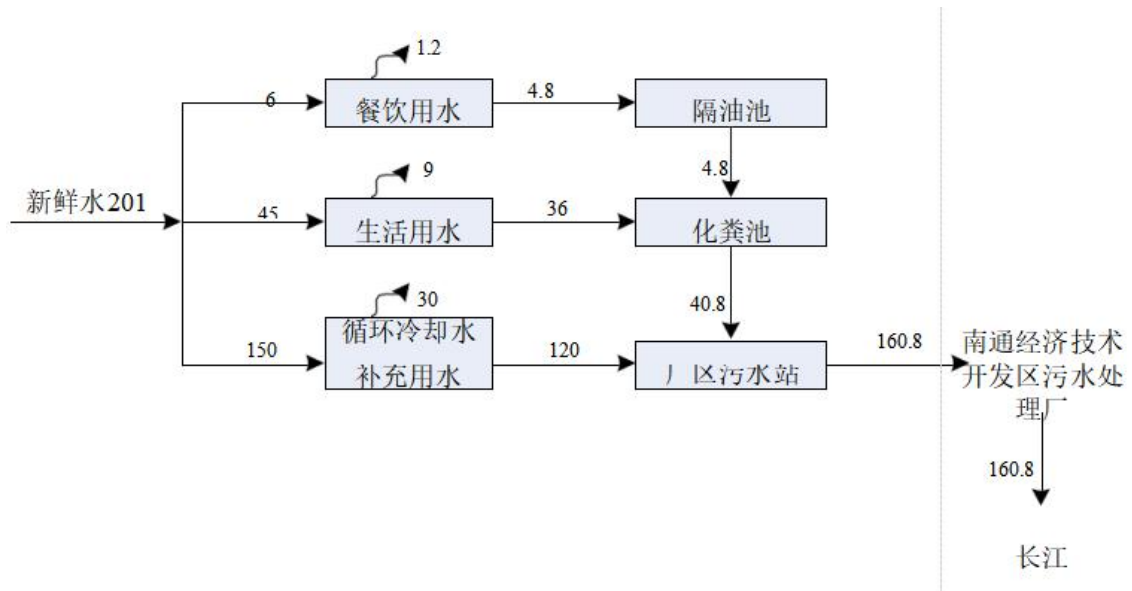 1.2
6
餐饮用水
4.8
隔油池
4.8
新鲜水201
9
45
生活用水
36
化粪池
30
40.8
150
循环冷却水
补充用水
120
厂区污水站
160.8
南通经济技术
开发区污水处
理厂
160.8
长江